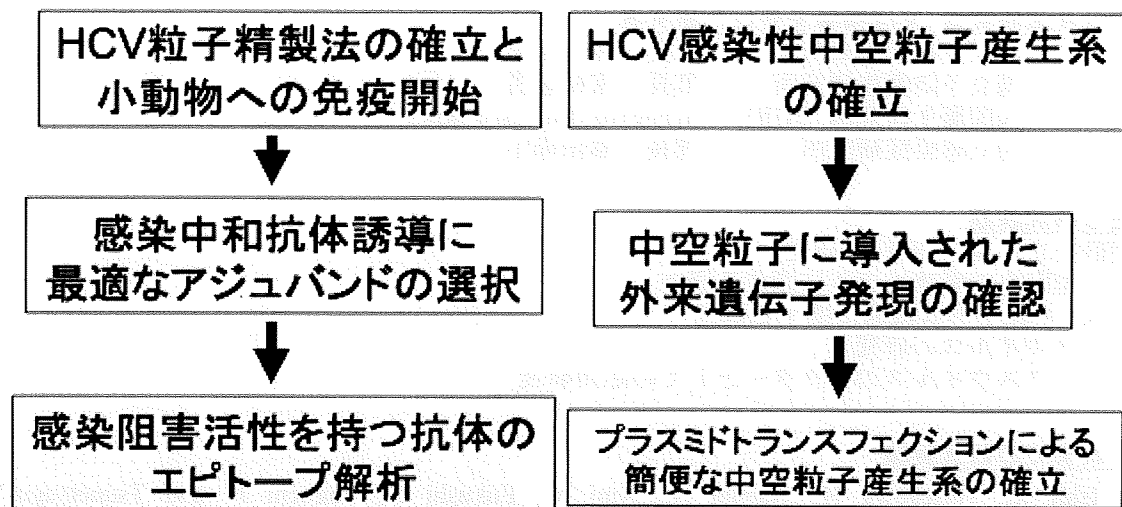 HCV粒子精製法の確立と
小動物への免疫開始
感染中和抗体誘導に
最適なアジュバンドの選択
感染阻害活性を持つ抗体の
エピトープ解析
HCV感染性中空粒子産生系
の確立
中空粒子に導入された
外来遺伝子発現の確認
プラスミドトランスフェクションによる
簡便な中空粒子産生系の確立